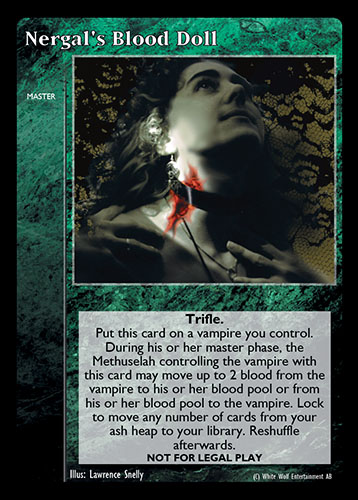 Nergal's Blood Doll
MASTER
Trifle.
Put this card on a vampire you control.
During his or her master phase, the
Methuselah controlling the vampire with
this card may move up to 2 blood from the
vampire to his or her blood pool or from
his or her blood pool to the vampire. Lock
to move any number of cards from your
ash heap to your library. Reshuffle
afterwards.
NOT FOR LEGAL PLAY
Illus: Lawrence Snelly
(C) White Wolf Entertainment AB